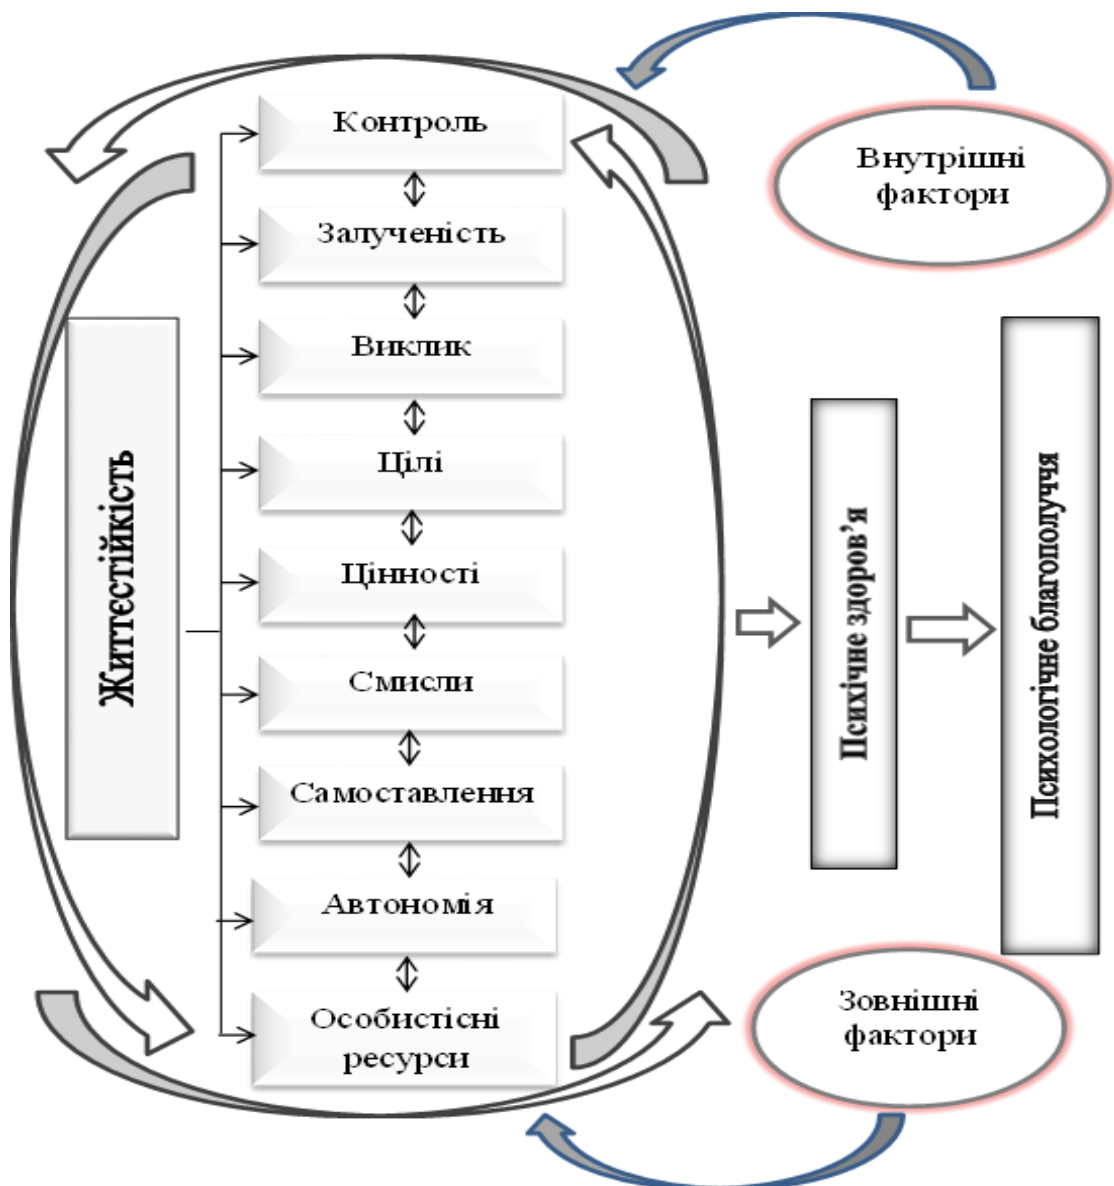 Контроль
Внутрішні
фактори
Залученість
Виклик
Цілі
Цінності
Смисли
Самоставлення
Автономія
Особистісні
ресурси
Життєстійкість
Психічне здоров’я
Психологічне благополуччя
Зовнішні
фактори